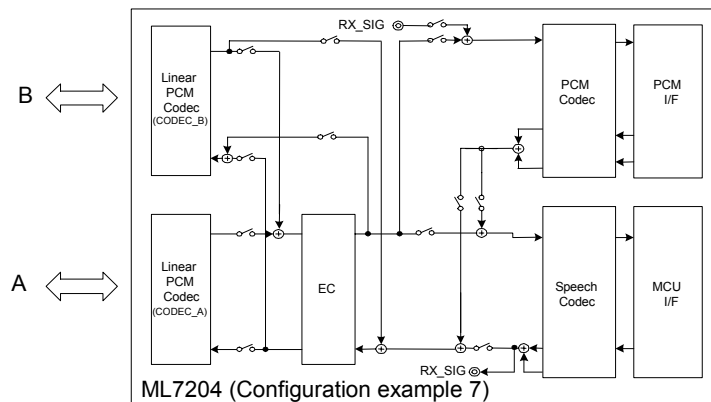 RX_SIG
B
Linear
PCM
Codec
(CODEC_B)
PCM
Codec
PCM
I/F
A
Linear
PCM
Codec
(CODEC_A)
EC
Speech
Codec
MCU
I/F
RX_SIG
ML7204 (Configuration example 7)